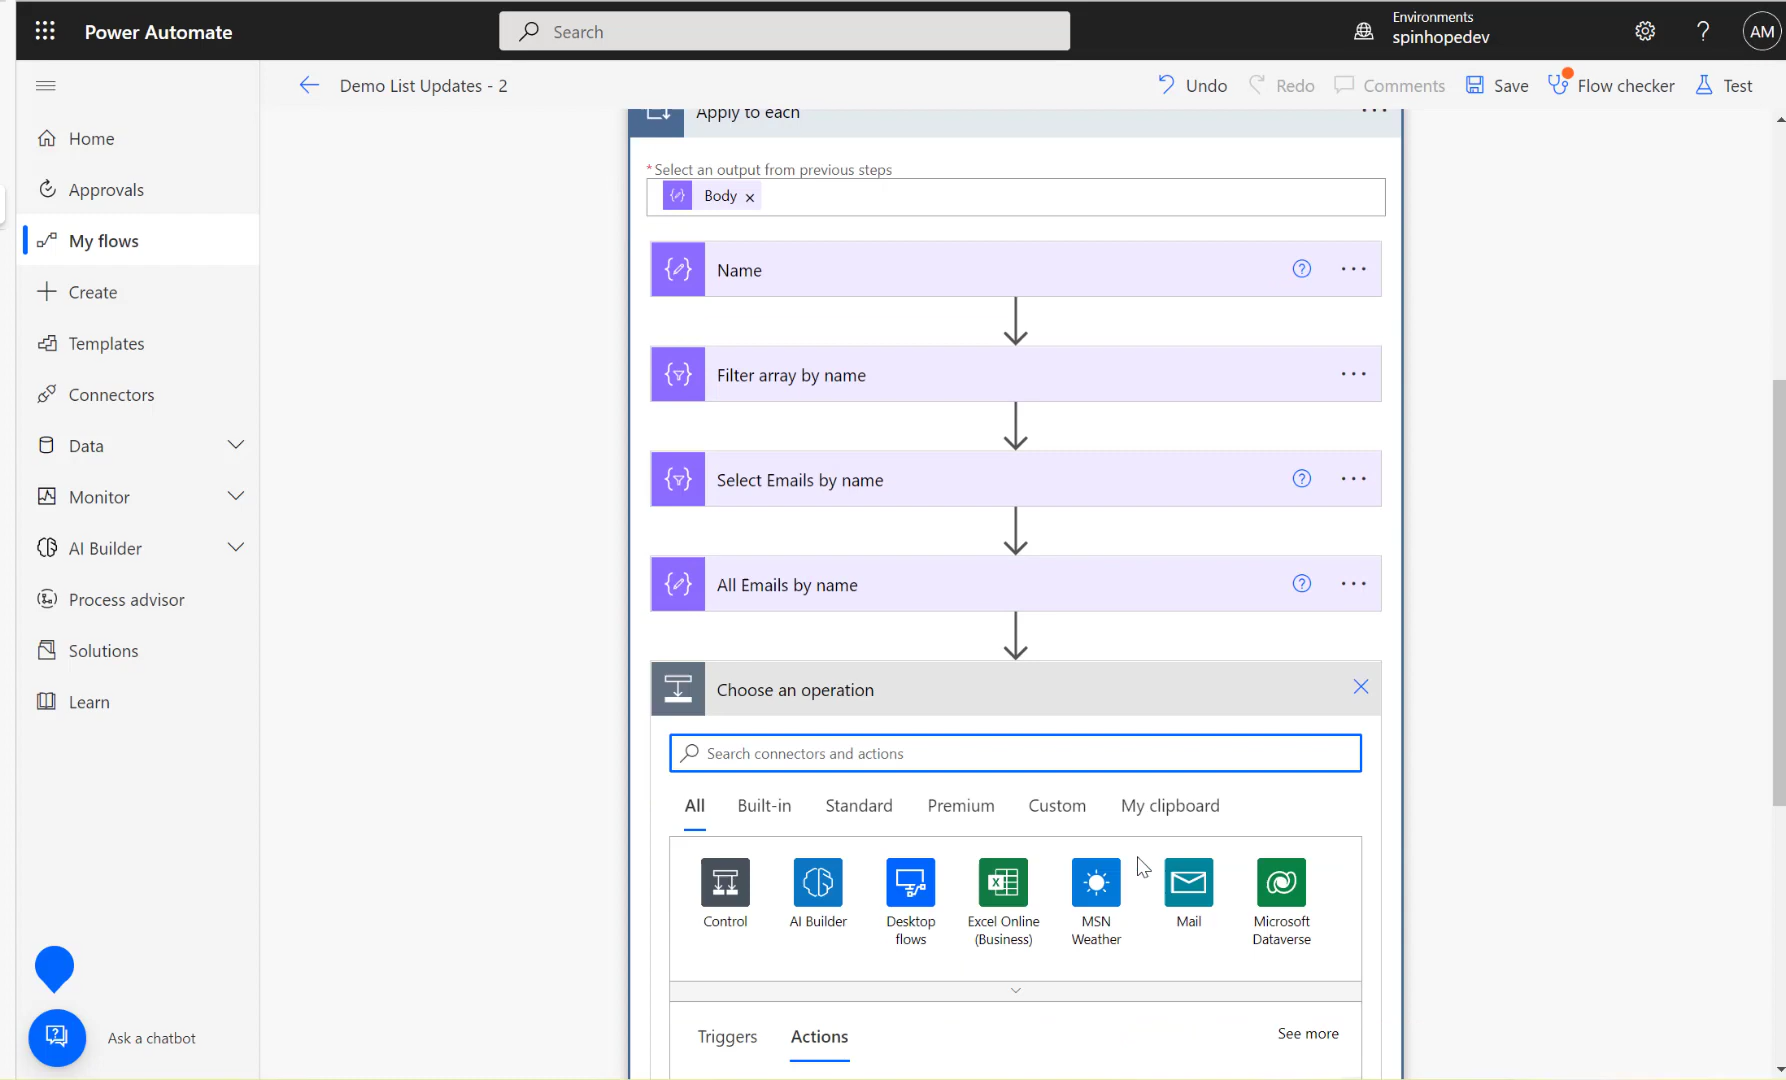 Power Automate
Search
Environments
spinhopedev
AM
Demo List Updates - 2
Undo
Redo
Comments
Save
Flow checker
Test
Home
Approvals
My flows
Create
Templates
Connectors
Data
Monitor
AI Builder
Process advisor
Solutions
Learn
Ask a chatbot
Apply to each
* Select an output from previous steps
Body ×
Name
Filter array by name
Select Emails by name
All Emails by name
Choose an operation
Search connectors and actions
All Built-in Standard Premium Custom My clipboard
Control
AI Builder
Desktop
flows
Excel Online
(Business)
MSN
Weather
Mail
Microsoft
Dataverse
Triggers Actions See more